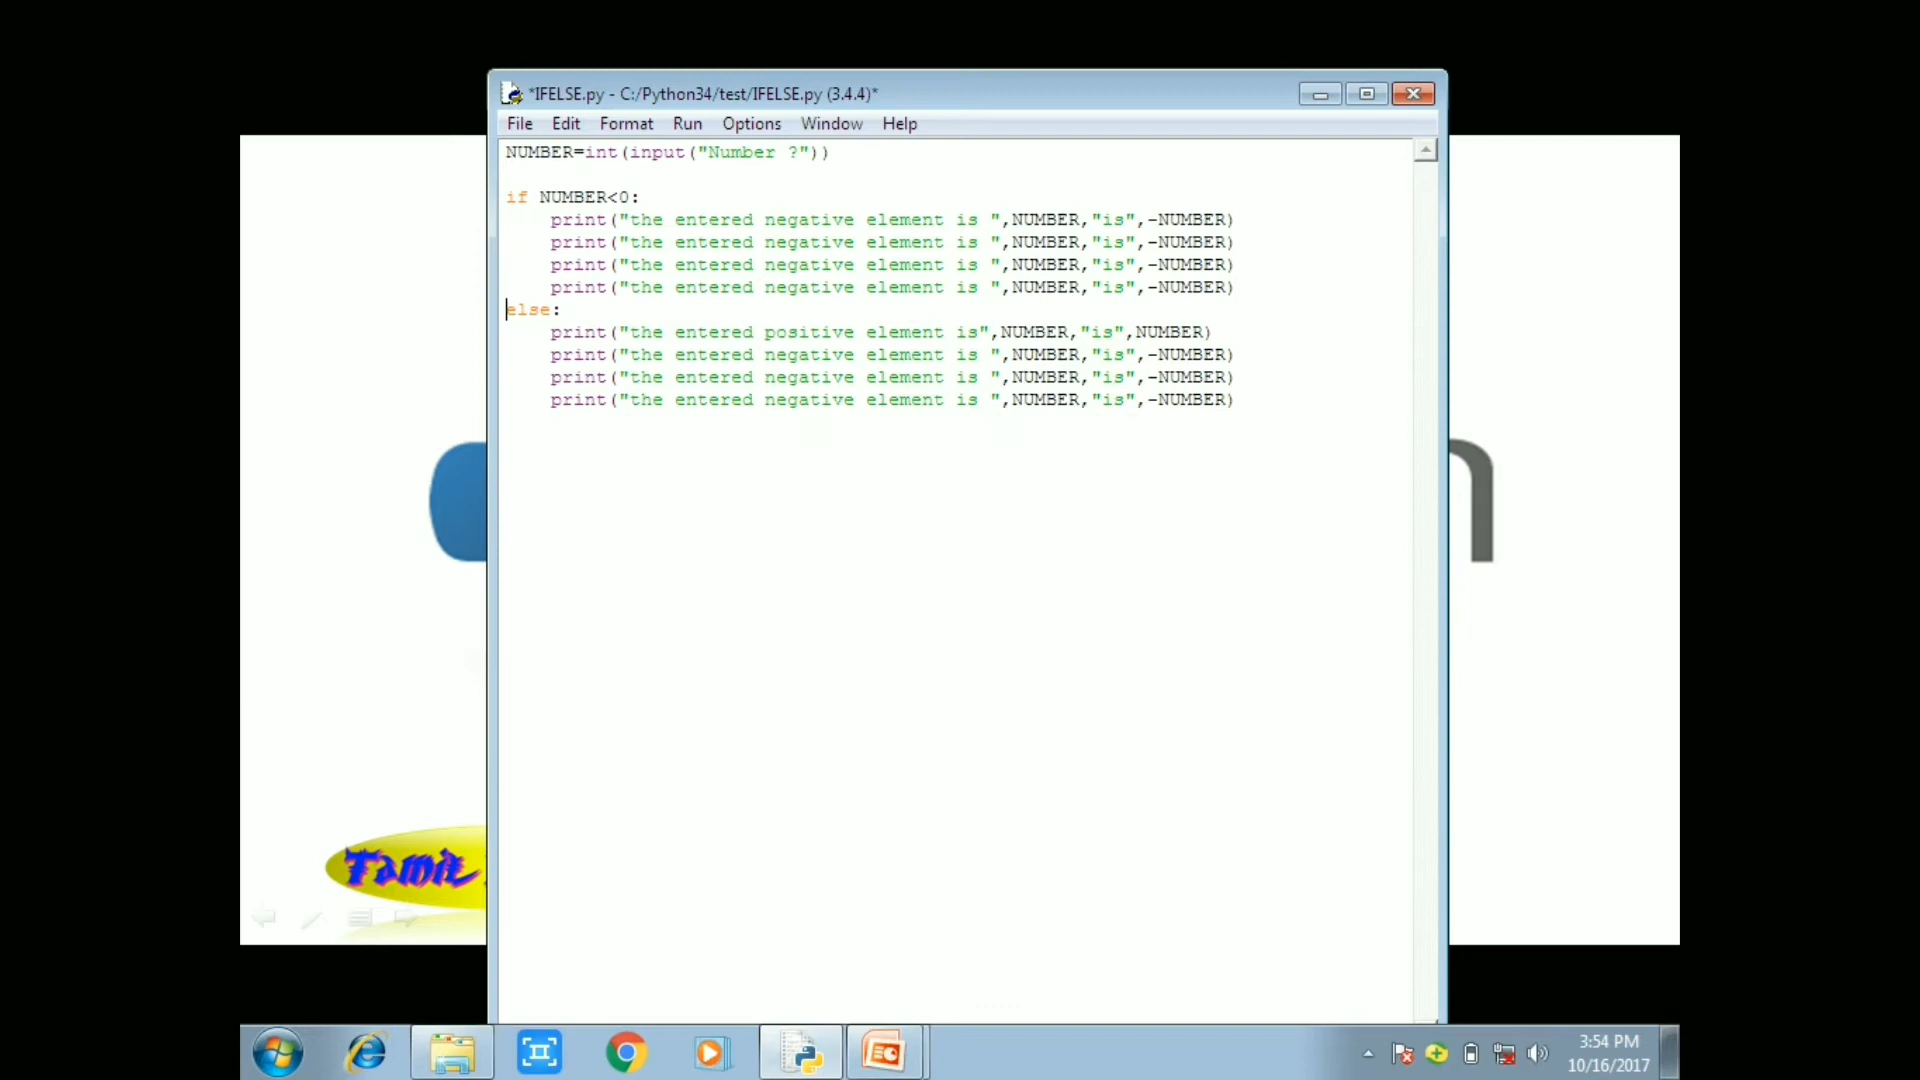 *IFELSE.py - C:/Python34/test/IFELSE.py (3.4.4)*
File Edit Format Run Options Window Help
NUMBER=int(input("Number ?"))
if NUMBER<0:
    print("the entered negative element is ",NUMBER,"is",-NUMBER)
    print("the entered negative element is ",NUMBER,"is",-NUMBER)
    print("the entered negative element is ",NUMBER,"is",-NUMBER)
    print("the entered negative element is ",NUMBER,"is",-NUMBER)
else:
    print("the entered positive element is",NUMBER,"is",NUMBER)
    print("the entered negative element is ",NUMBER,"is",-NUMBER)
    print("the entered negative element is ",NUMBER,"is",-NUMBER)
    print("the entered negative element is ",NUMBER,"is",-NUMBER)
n
Tamil
3:54 PM
10/16/2017